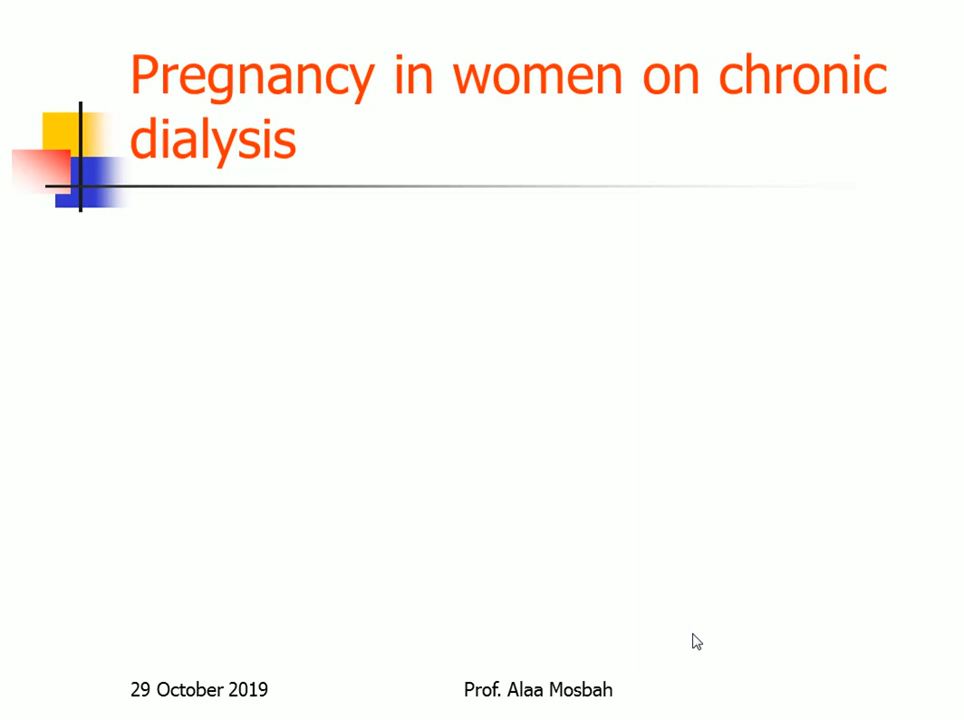 Pregnancy in women on chronic
dialysis
29 October 2019
Prof. Alaa Mosbah